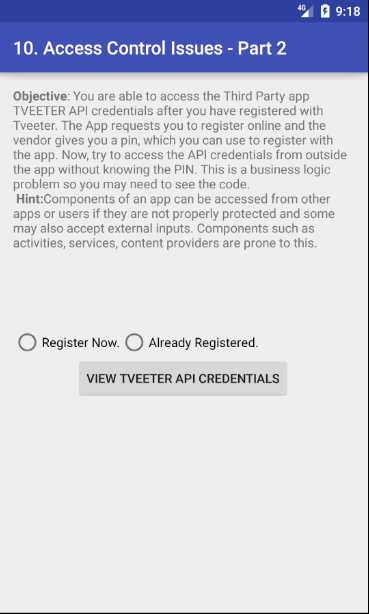 4G 9:18
10. Access Control Issues - Part 2
Objective: You are able to access the Third Party app
TVEETER API credentials after you have registered with
Tveeter. The App requests you to register online and the
vendor gives you a pin, which you can use to register with
the app. Now, try to access the API credentials from outside
the app without knowing the PIN. This is a business logic
problem so you may need to see the code.
Hint:Components of an app can be accessed from other
apps or users if they are not properly protected and some
may also accept external inputs. Components such as
activities, services, content providers are prone to this.
Register Now. Already Registered.
VIEW TVEETER API CREDENTIALS